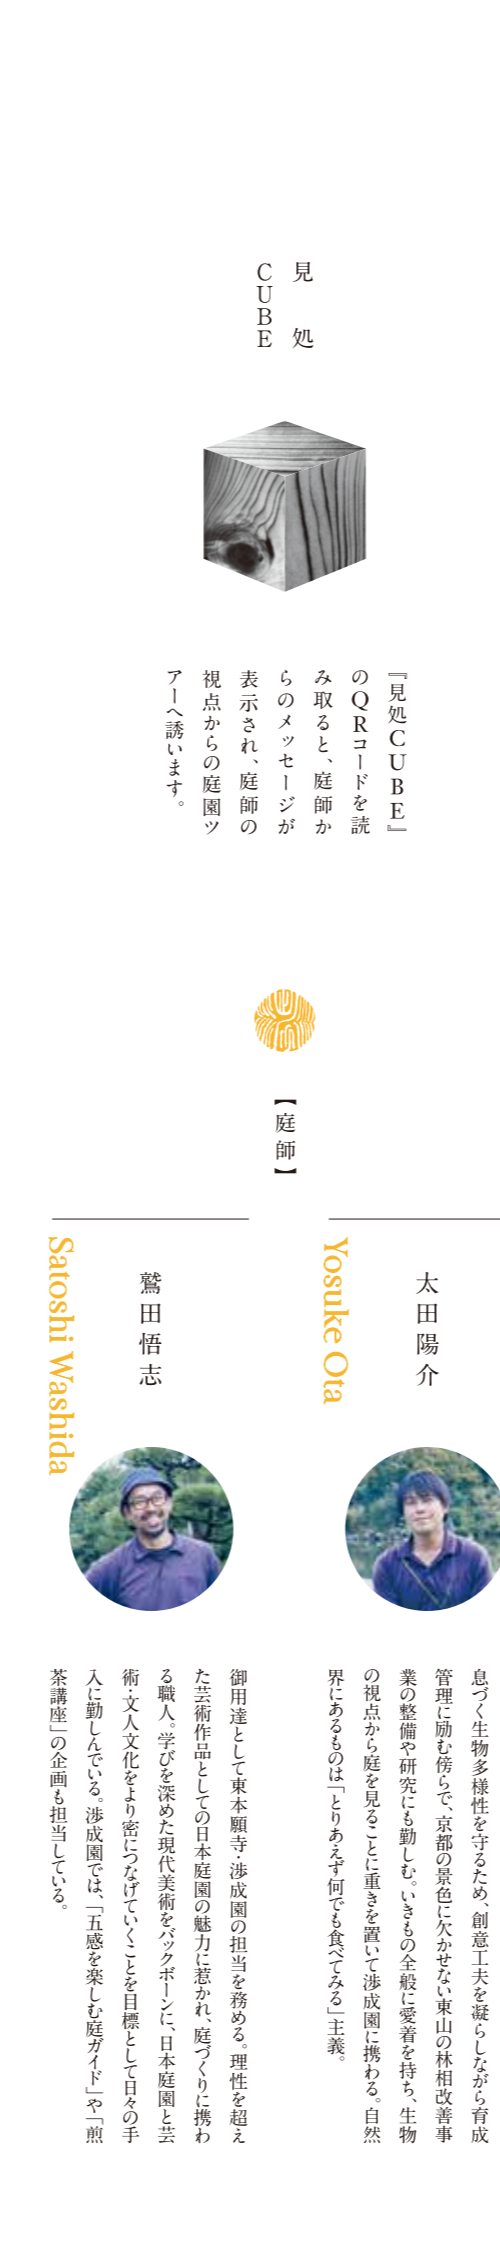 見処
CUBE
『見処CUBE』
のQRコードを読
み取ると、庭師か
らのメッセージが
表示され、庭師の
視点からの庭園ツ
アーへ誘います。
【庭師】
太田陽介
Yosuke Ota
息づく生物多様性を守るため、創意工夫を凝らしながら育成
管理に励む傍らで、京都の景色に欠かせない東山の林相改善事
業の整備や研究にも勤しむ。いきもの全般に愛着を持ち、生物
の視点から庭を見ることに重きを置いて渉成園に携わる。自然
界にあるものは「とりあえず何でも食べてみる」主義。
鷲田悟志
Satoshi Washida
御用達として東本願寺・渉成園の担当を務める。理性を超え
た芸術作品としての日本庭園の魅力に惹かれ、庭づくりに携わ
る職人。学びを深めた現代美術をバックボーンに、日本庭園と芸
術・文人文化をより密につなげていくことを目標として日々の手
入に勤しんでいる。渉成園では、「五感を楽しむ庭ガイド」や「煎
茶講座」の企画も担当している。